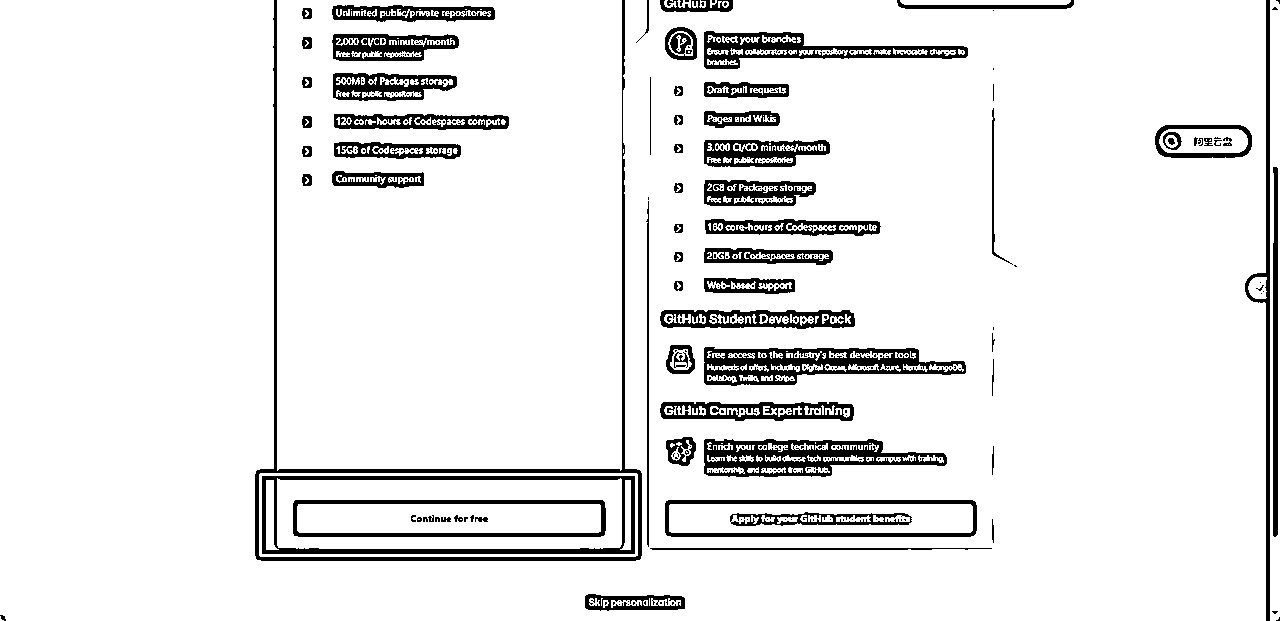 Unlimited public/private repositories
2,000 CI/CD minutes/month
Free for public repositories
500MB of Packages storage
Free for public repositories
120 core-hours of Codespaces compute
15GB of Codespaces storage
Community support
Continue for free
GitHub Pro
Protect your branches
Ensure that collaborators on your repository cannot make irrevocable changes to
branches.
Draft pull requests
Pages and Wikis
3,000 CI/CD minutes/month
Free for public repositories
2GB of Packages storage
Free for public repositories
180 core-hours of Codespaces compute
20GB of Codespaces storage
Web-based support
GitHub Student Developer Pack
Free access to the industry's best developer tools
Hundreds of offers, including Digital Ocean, Microsoft Azure, Heroku, MongoDB,
DataDog, Twilio, and Stripe.
GitHub Campus Expert training
Enrich your college technical community
Learn the skills to build diverse tech communities on campus with training,
mentorship, and support from GitHub.
Apply for your GitHub student benefits
阿里云盘
Skip personalization